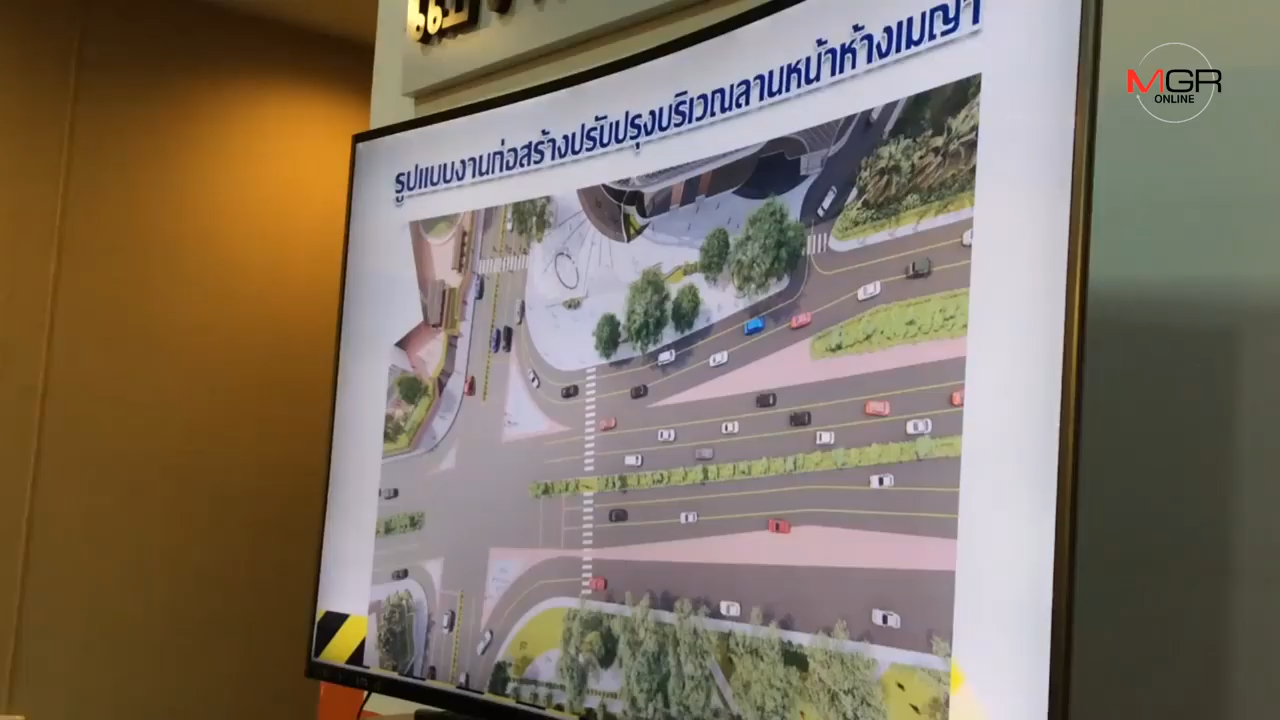 รูปแบบงานก่อสร้างปรับปรุงบริเวณลานหน้าห้างเมญ่า
MGR
ONLINE